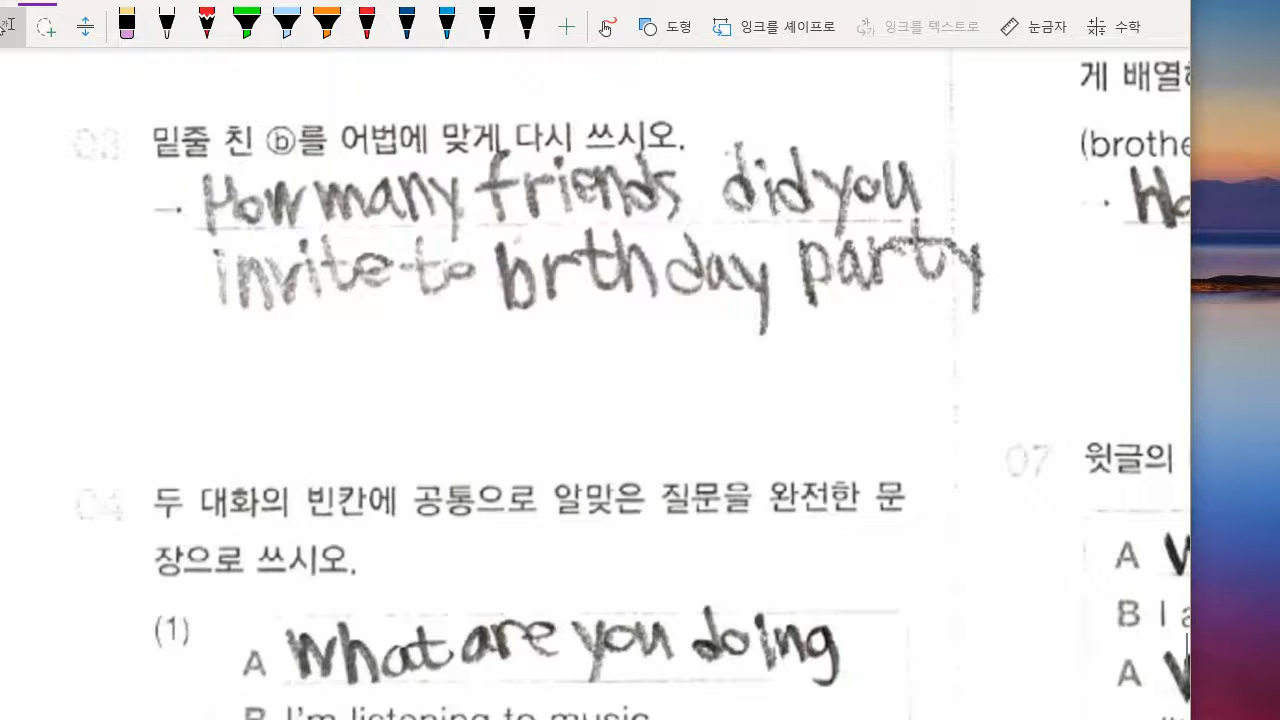 도형 잉크를 셰이프로 잉크를 텍스트로 눈금자 수학
03 밑줄 친 ⓑ를 어법에 맞게 다시 쓰시오.
→ How many friends did you
invite to brthday party
04 두 대화의 빈칸에 공통으로 알맞은 질문을 완전한 문
장으로 쓰시오.
(1)
A What are you doing
B I'm listening to music.
게 배열
(brothe
07 윗글의
A
B I a
A